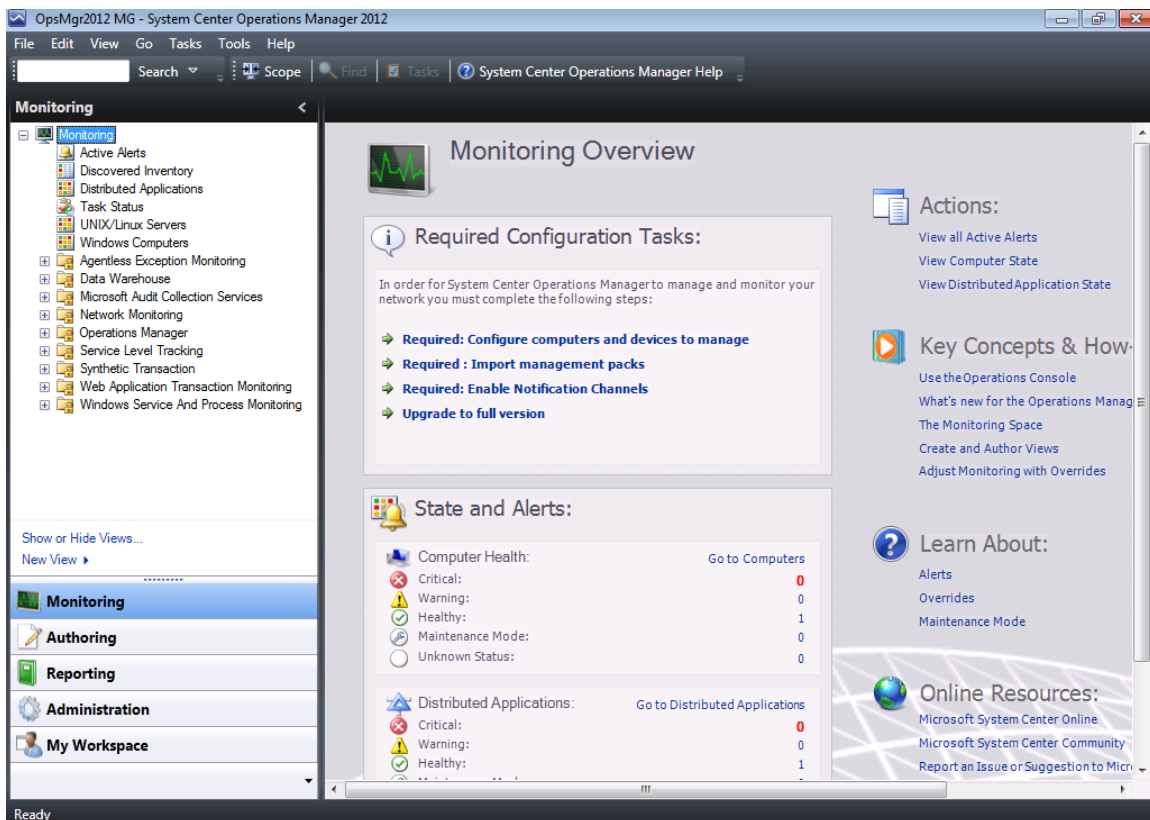 OpsMgr2012 MG - System Center Operations Manager 2012
File Edit View Go Tasks Tools Help
Search Scope Find Tasks System Center Operations Manager Help
Monitoring
Monitoring
Active Alerts
Discovered Inventory
Distributed Applications
Task Status
UNIX/Linux Servers
Windows Computers
Agentless Exception Monitoring
Data Warehouse
Microsoft Audit Collection Services
Network Monitoring
Operations Manager
Service Level Tracking
Synthetic Transaction
Web Application Transaction Monitoring
Windows Service And Process Monitoring
Show or Hide Views...
New View
Monitoring
Authoring
Reporting
Administration
My Workspace
Monitoring Overview
Required Configuration Tasks:
In order for System Center Operations Manager to manage and monitor your
network you must complete the following steps:
Required: Configure computers and devices to manage
Required : Import management packs
Required: Enable Notification Channels
Upgrade to full version
State and Alerts:
Computer Health: Go to Computers
Critical: 0
Warning: 0
Healthy: 1
Maintenance Mode: 0
Unknown Status: 0
Distributed Applications: Go to Distributed Applications
Critical: 0
Warning: 0
Healthy: 1
Actions:
View all Active Alerts
View Computer State
View Distributed Application State
Key Concepts & How-
Use the Operations Console
What's new for the Operations Manag
The Monitoring Space
Create and Author Views
Adjust Monitoring with Overrides
Learn About:
Alerts
Overrides
Maintenance Mode
Online Resources:
Microsoft System Center Online
Microsoft System Center Community
Report an Issue or Suggestion to Micr
Ready